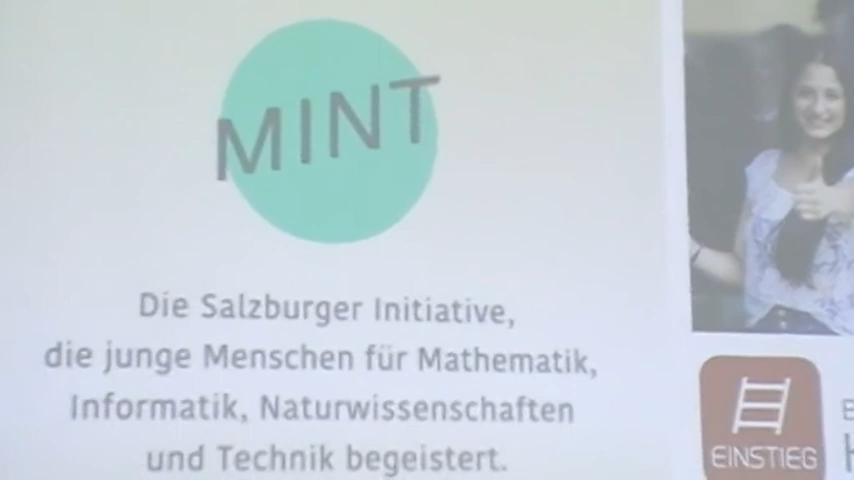 MINT
Die Salzburger Initiative,
die junge Menschen für Mathematik,
Informatik, Naturwissenschaften
und Technik begeistert.
EINSTIEG